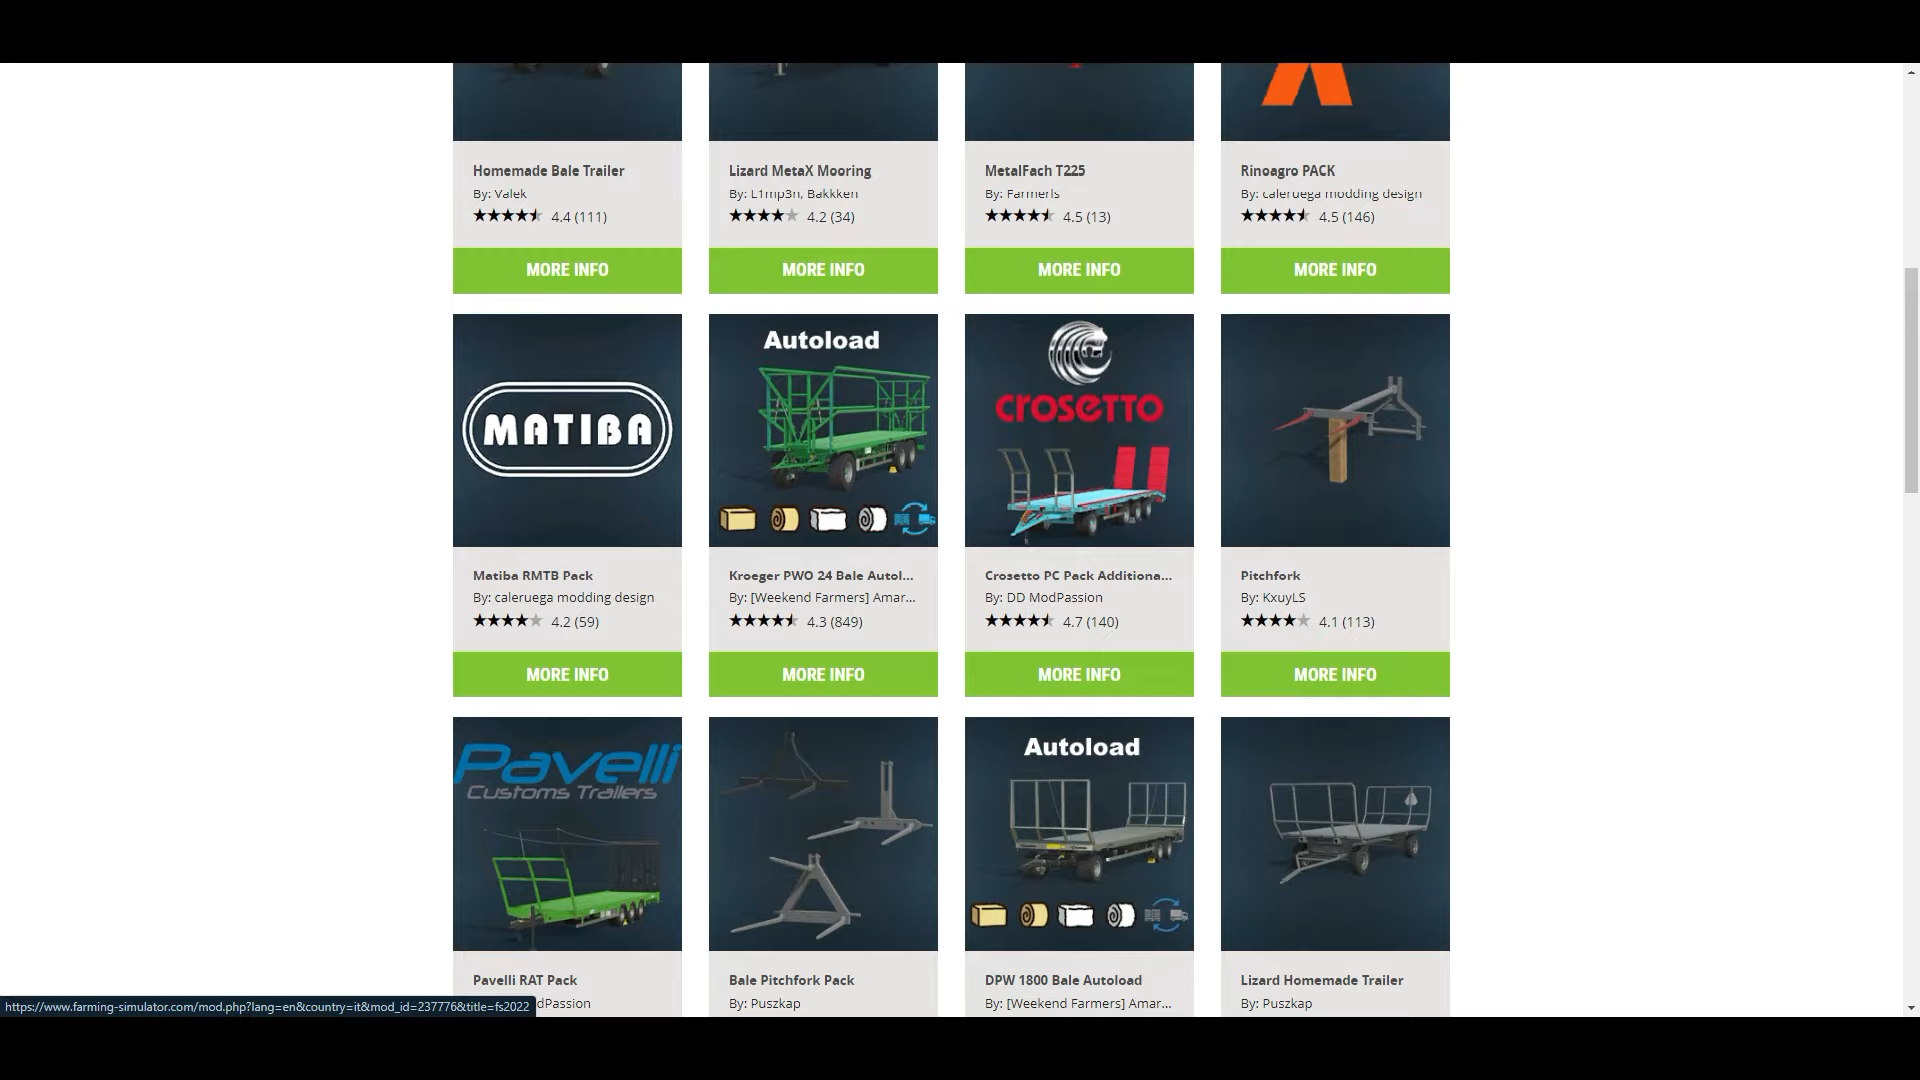 Homemade Bale Trailer
By: Valek
4.4 (111)
MORE INFO
Lizard MetaX Mooring
By: L1mp3n, Bakkken
4.2 (34)
MORE INFO
MetalFach T225
By: Farmerls
4.5 (13)
MORE INFO
Rinoagro PACK
By: caleruega modding design
4.5 (146)
MORE INFO
MATIBA
Matiba RMTB Pack
By: caleruega modding design
4.2 (59)
MORE INFO
Autoload
Kroeger PWO 24 Bale Autol...
By: [Weekend Farmers] Amar...
4.3 (849)
MORE INFO
CROSETTO
Crosetto PC Pack Additiona...
By: DD ModPassion
4.7 (140)
MORE INFO
Pitchfork
By: KxuyLS
4.1 (113)
MORE INFO
Pavelli
Customs Trailers
Pavelli RAT Pack
dPassion
Bale Pitchfork Pack
By: Puszkap
Autoload
DPW 1800 Bale Autoload
By: [Weekend Farmers] Amar...
Lizard Homemade Trailer
By: Puszkap
https://www.farming-simulator.com/mod.php?lang=en&country=it&mod_id=237776&title=fs2022